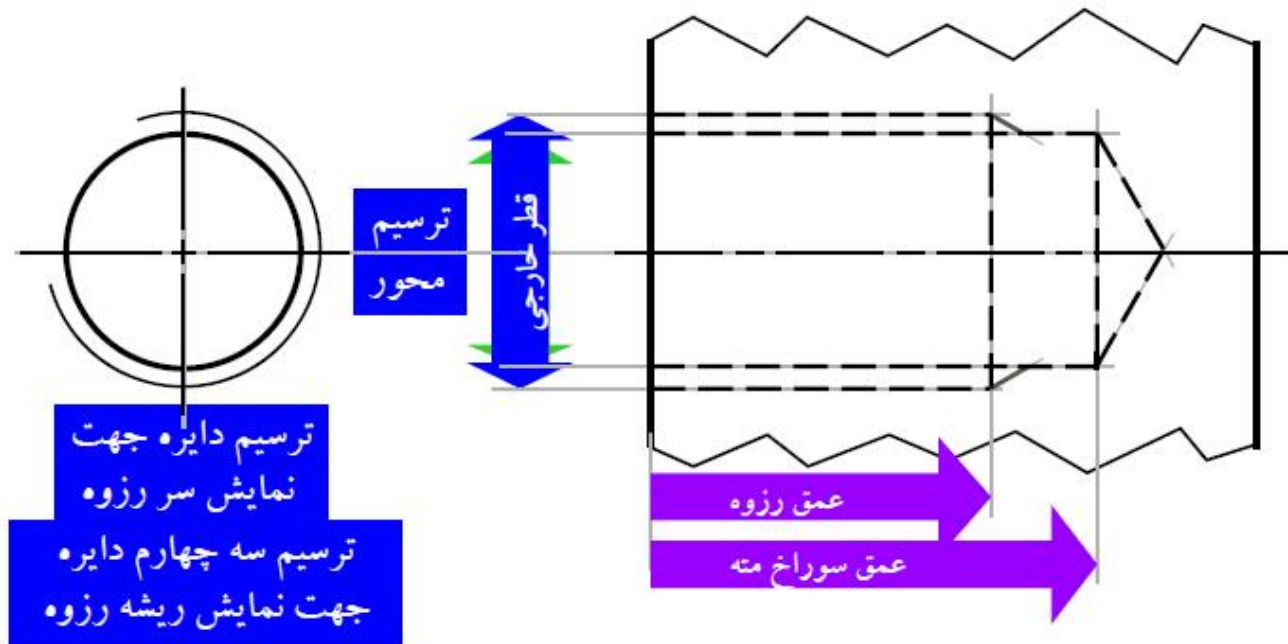 ترسیم
محور
قطر خارجی
ترسیم دایره جهت
نمایش سر رزوه
ترسیم سه چهارم دایره
جهت نمایش ریشه رزوه
عمق رزوه
عمق سوراخ مته